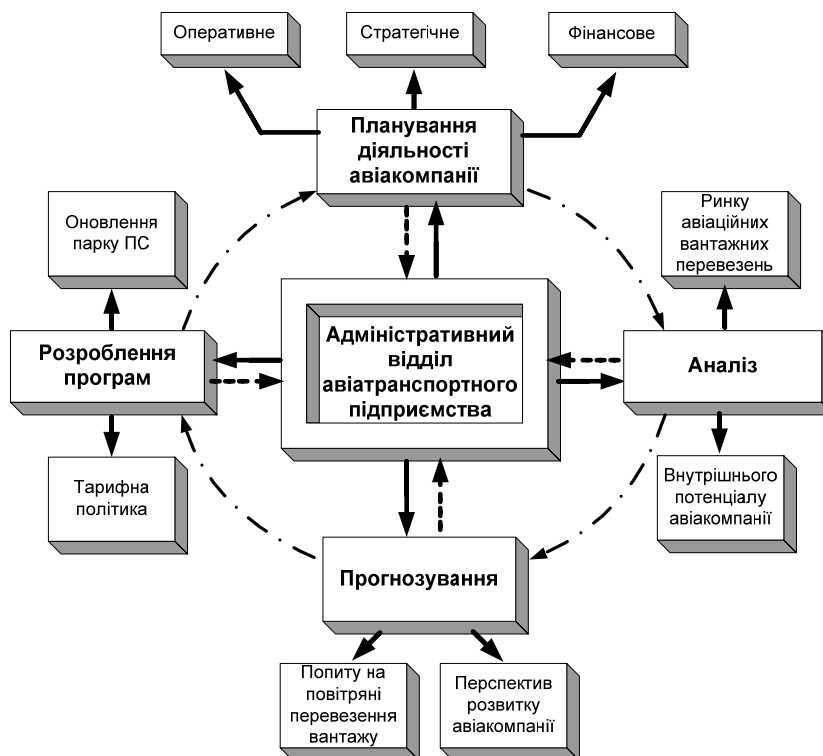 Оперативне
Стратегічне
Фінансове
Планування
діяльності
авіакомпанії
Оновлення
парку ПС
Ринку
авіаційних
вантажних
перевезень
Розроблення
програм
Адміністративний
відділ
авіатранспортного
підприємства
Аналіз
Тарифна
політика
Внутрішнього
потенціалу
авіакомпанії
Прогнозування
Попиту на
повітряні
перевезення
вантажу
Перспектив
розвитку
авіакомпанії